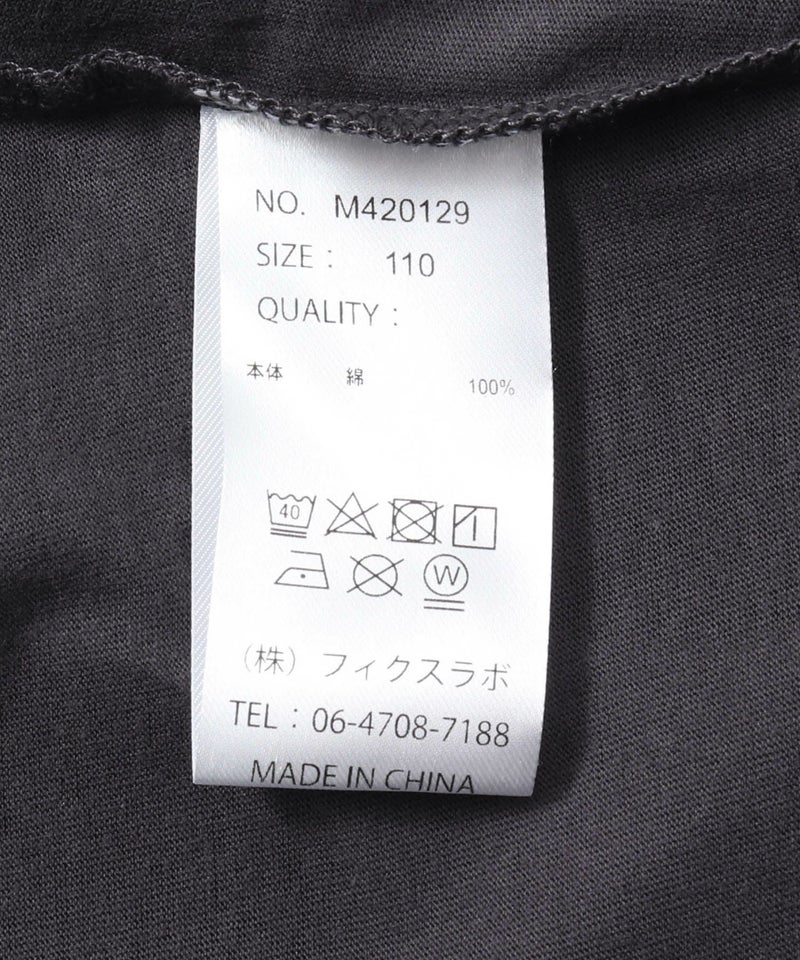 NO. M420129
SIZE : 110
QUALITY :
本体 綿 100%
40
W
(株) フィクスラボ
TEL : 06-4708-7188
MADE IN CHINA